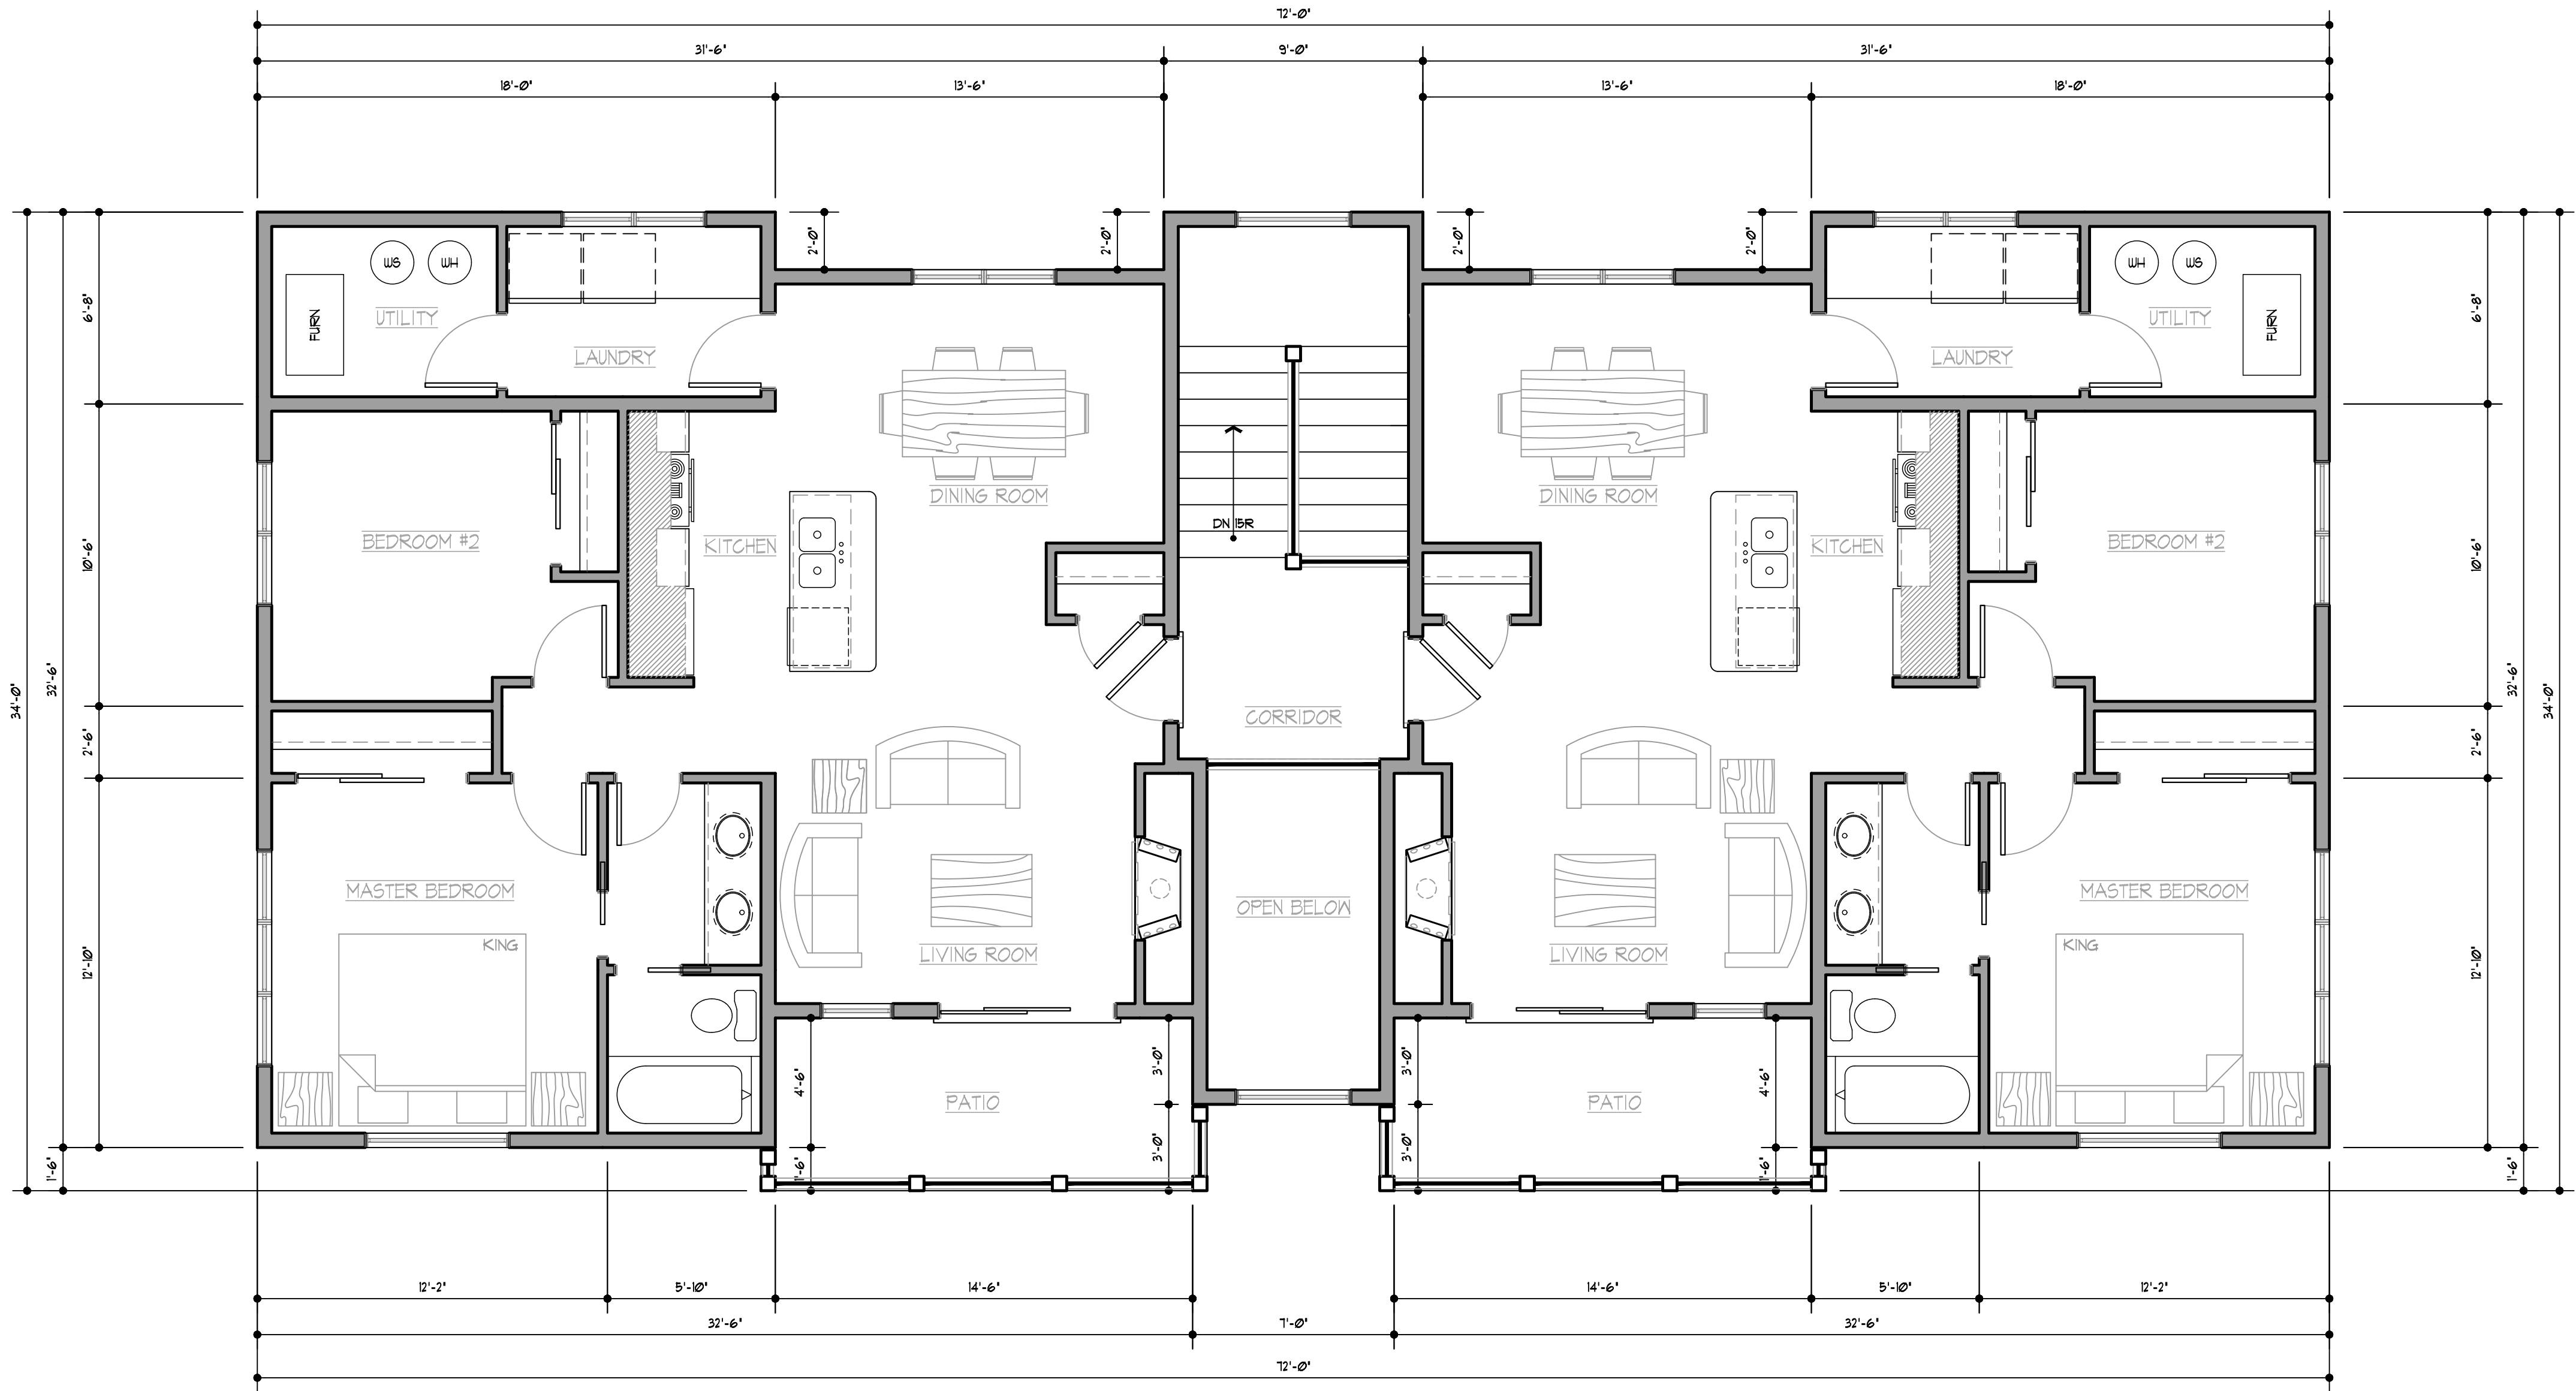 72'-0"
31'-6" 9'-0" 31'-6"
18'-0" 13'-6" 13'-6" 18'-0"
2'-0" 2'-0" 2'-0" 2'-0"
WS WH WH WS
FURN UTILITY UTILITY FURN
6'-8" 6'-8"
LAUNDRY LAUNDRY
DINING ROOM DINING ROOM
DN 15R
BEDROOM #2 KITCHEN KITCHEN BEDROOM #2
10'-6" 10'-6"
34'-0" 32'-6" 32'-6" 34'-0"
CORRIDOR
2'-6" 2'-6"
MASTER BEDROOM MASTER BEDROOM
OPEN BELOW
KING KING
LIVING ROOM LIVING ROOM
12'-10" 12'-10"
3'-0" 3'-0"
4'-6" 4'-6"
PATIO PATIO
3'-0" 3'-0"
1'-6" 1'-6" 1'-6" 1'-6"
12'-2" 5'-10" 14'-6" 14'-6" 5'-10" 12'-2"
32'-6" 7'-0" 32'-6"
72'-0"